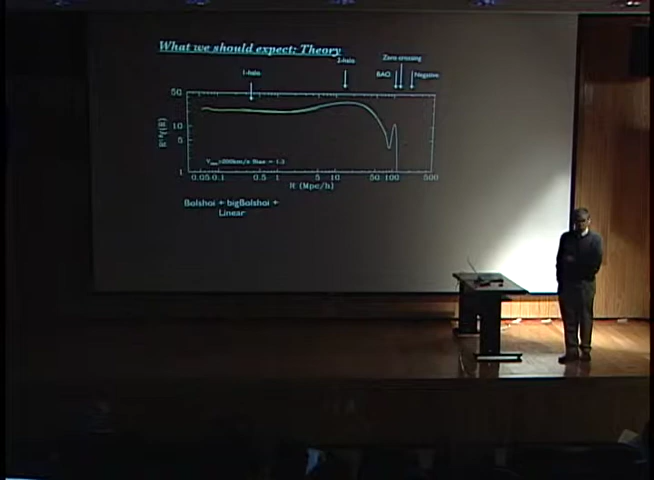 What we should expect: Theory
2-halo
Zero crossing
1-halo
BAO
Negative
50
10
5
1
0.05 0.1 0.5 1 5 10 50 100 500
R (Mpc/h)
Bolshoi + bigBolshoi +
Linear